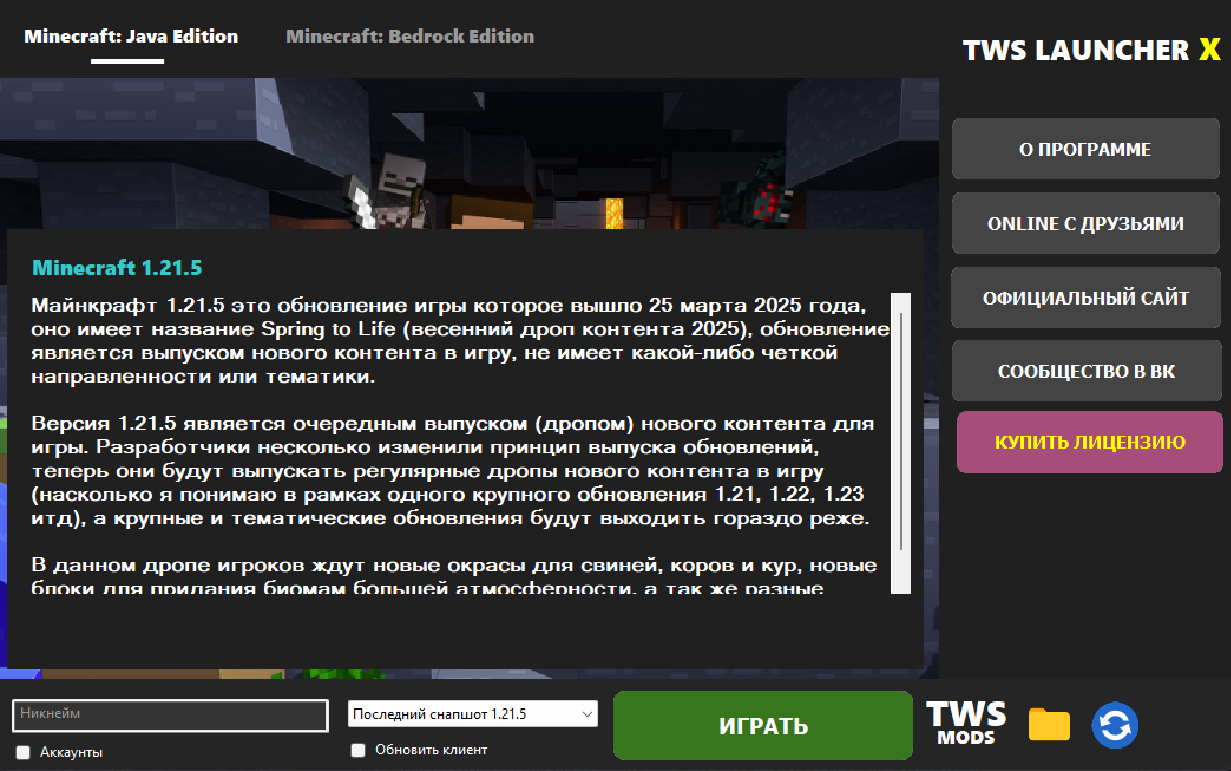 Minecraft: Java Edition
Minecraft: Bedrock Edition
TWS LAUNCHER X
О ПРОГРАММЕ
ONLINE С ДРУЗЬЯМИ
ОФИЦИАЛЬНЫЙ САЙТ
СООБЩЕСТВО В ВК
КУПИТЬ ЛИЦЕНЗИЮ
Minecraft 1.21.5
Майнкрафт 1.21.5 это обновление игры которое вышло 25 марта 2025 года,
оно имеет название Spring to Life (весенний дроп контента 2025), обновление
является выпуском нового контента в игру, не имеет какой-либо четкой
направленности или тематики.
Версия 1.21.5 является очередным выпуском (дропом) нового контента для
игры. Разработчики несколько изменили принцип выпуска обновлений,
теперь они будут выпускать регулярные дропы нового контента в игру
(насколько я понимаю в рамках одного крупного обновления 1.21, 1.22, 1.23
итд), а крупные и тематические обновления будут выходить гораздо реже.
В данном дропе игроков ждут новые окрасы для свиней, коров и кур, новые
блоки для придания биомам большей атмосферности, а так же разные
Никнейм
Аккаунты
Последний снапшот 1.21.5
Обновить клиент
ИГРАТЬ
TWS
MODS